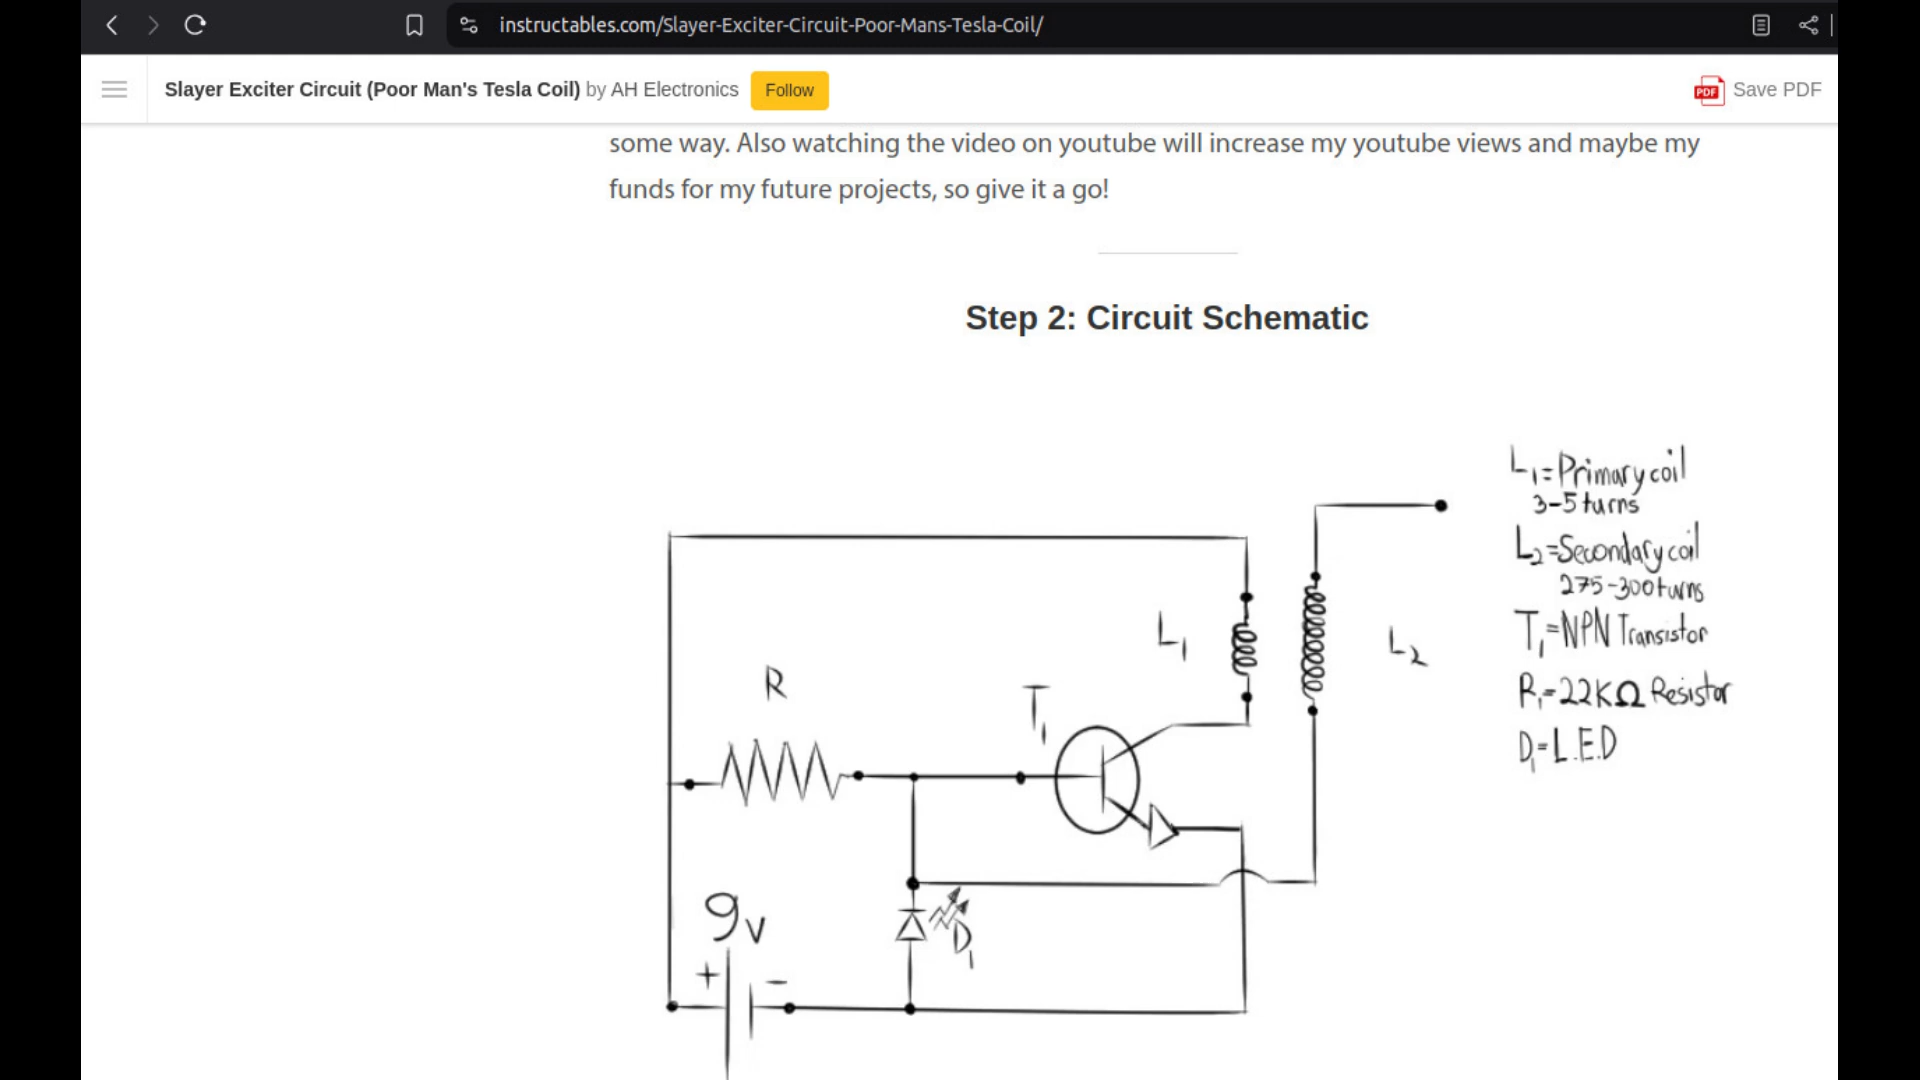 instructables.com/Slayer-Exciter-Circuit-Poor-Mans-Tesla-Coil/
Slayer Exciter Circuit (Poor Man's Tesla Coil) by AH Electronics Follow
PDF Save PDF
some way. Also watching the video on youtube will increase my youtube views and maybe my
funds for my future projects, so give it a go!
Step 2: Circuit Schematic
L1=Primary coil
3-5 turns
L2=Secondary coil
275-300 turns
T1=NPN Transistor
R1=22KΩ Resistor
D1=L.E.D
L1
L2
R
T1
9v
D1
+ -